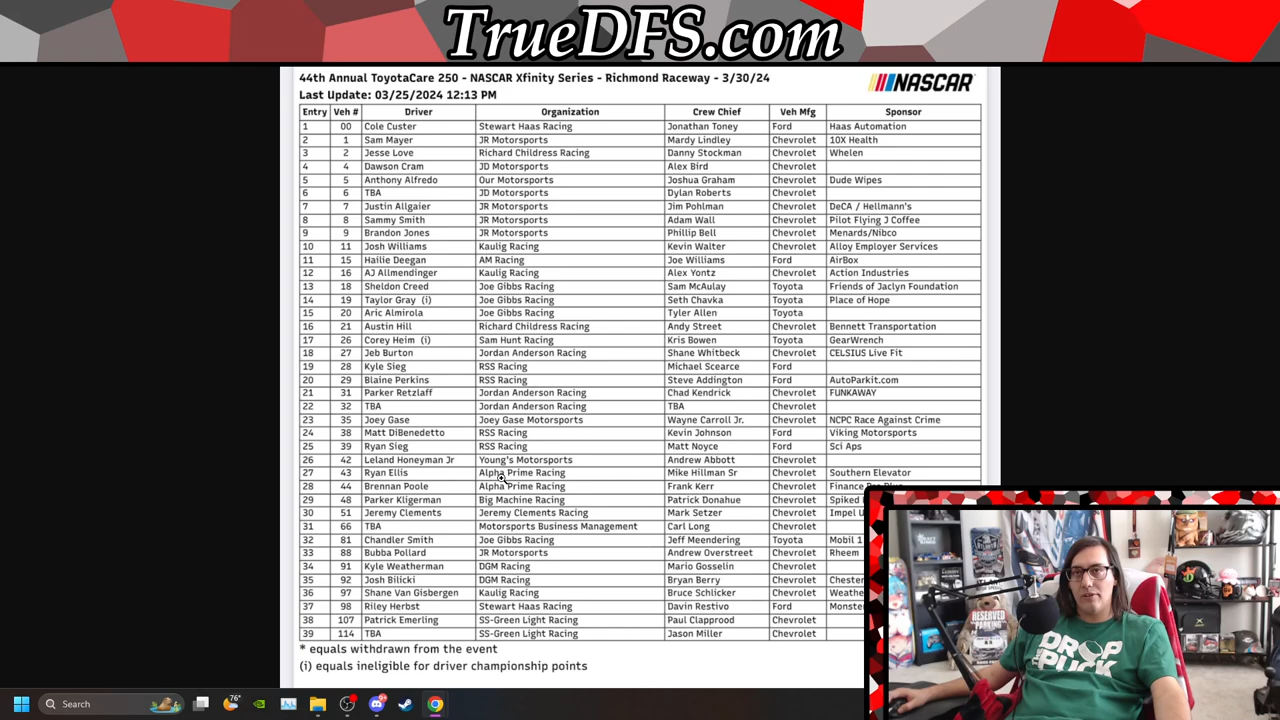 TrueDFS.com
44th Annual ToyotaCare 250 - NASCAR Xfinity Series - Richmond Raceway - 3/30/24
Last Update: 03/25/2024 12:13 PM
NASCAR
Entry Veh # Driver Organization Crew Chief Veh Mfg Sponsor
1 00 Cole Custer Stewart Haas Racing Jonathan Toney Ford Haas Automation
2 1 Sam Mayer JR Motorsports Mardy Lindley Chevrolet 10X Health
3 2 Jesse Love Richard Childress Racing Danny Stockman Chevrolet Whelen
4 4 Dawson Cram JD Motorsports Alex Bird Chevrolet
5 5 Anthony Alfredo Our Motorsports Joshua Graham Chevrolet Dude Wipes
6 6 TBA JD Motorsports Dylan Roberts Chevrolet
7 7 Justin Allgaier JR Motorsports Jim Pohlman Chevrolet DeCA / Hellmann's
8 8 Sammy Smith JR Motorsports Adam Wall Chevrolet Pilot Flying J Coffee
9 9 Brandon Jones JR Motorsports Phillip Bell Chevrolet Menards/Nibco
10 11 Josh Williams Kaulig Racing Kevin Walter Chevrolet Alloy Employer Services
11 15 Hailie Deegan AM Racing Joe Williams Ford AirBox
12 16 AJ Allmendinger Kaulig Racing Alex Yontz Chevrolet Action Industries
13 18 Sheldon Creed Joe Gibbs Racing Sam McAulay Toyota Friends of Jaclyn Foundation
14 19 Taylor Gray (i) Joe Gibbs Racing Seth Chavka Toyota Place of Hope
15 20 Aric Almirola Joe Gibbs Racing Tyler Allen Toyota
16 21 Austin Hill Richard Childress Racing Andy Street Chevrolet Bennett Transportation
17 26 Corey Heim (i) Sam Hunt Racing Kris Bowen Toyota GearWrench
18 27 Jeb Burton Jordan Anderson Racing Shane Whitbeck Chevrolet CELSIUS Live Fit
19 28 Kyle Sieg RSS Racing Michael Scearce Ford
20 29 Blaine Perkins RSS Racing Steve Addington Ford AutoParkit.com
21 31 Parker Retzlaff Jordan Anderson Racing Chad Kendrick Chevrolet FUNKAWAY
22 32 TBA Jordan Anderson Racing TBA Chevrolet
23 35 Joey Gase Joey Gase Motorsports Wayne Carroll Jr. Chevrolet NCPC Race Against Crime
24 38 Matt DiBenedetto RSS Racing Kevin Johnson Ford Viking Motorsports
25 39 Ryan Sieg RSS Racing Matt Noyce Ford Sci Aps
26 42 Leland Honeyman Jr Young's Motorsports Andrew Abbott Chevrolet
27 43 Ryan Ellis Alpha Prime Racing Mike Hillman Sr Chevrolet Southern Elevator
28 44 Brennan Poole Alpha Prime Racing Frank Kerr Chevrolet Finance Pro Plus
29 48 Parker Kligerman Big Machine Racing Patrick Donahue Chevrolet Spiked
30 51 Jeremy Clements Jeremy Clements Racing Mark Setzer Chevrolet Impel U
31 66 TBA Motorsports Business Management Carl Long Chevrolet
32 81 Chandler Smith Joe Gibbs Racing Jeff Meendering Toyota Mobil 1
33 88 Bubba Pollard JR Motorsports Andrew Overstreet Chevrolet Rheem
34 91 Kyle Weatherman DGM Racing Mario Gosselin Chevrolet
35 92 Josh Bilicki DGM Racing Bryan Berry Chevrolet Chester
36 97 Shane Van Gisbergen Kaulig Racing Bruce Schlicker Chevrolet Weathe
37 98 Riley Herbst Stewart Haas Racing Davin Restivo Ford Monste
38 107 Patrick Emerling SS-Green Light Racing Paul Clapprood Chevrolet
39 114 TBA SS-Green Light Racing Jason Miller Chevrolet
* equals withdrawn from the event
(i) equals ineligible for driver championship points
RESERVED
PARKING
DROP
THE
PUCK
76°
Search